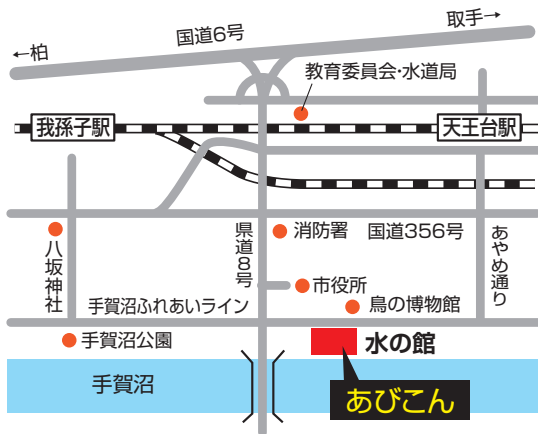 取手→
国道6号
←柏
教育委員会・水道局
我孫子駅
天王台駅
消防署
国道356号
県道8号
あやめ通り
八坂神社
市役所
手賀沼ふれあいライン
鳥の博物館
手賀沼公園
水の館
手賀沼
あびこん